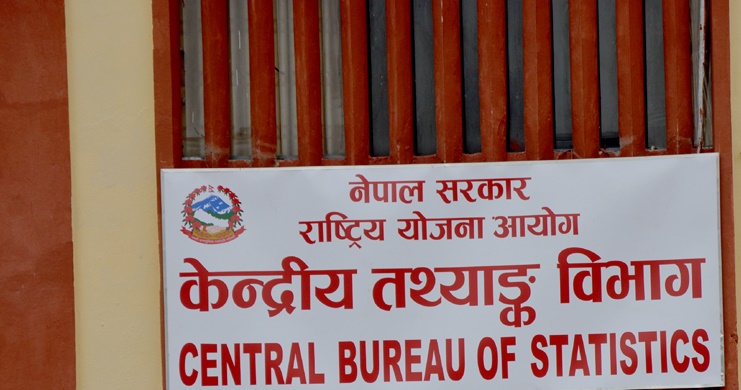 नेपाल सरकार
राष्ट्रिय योजना आयोग
केन्द्रीय तथ्याङ्क विभाग
CENTRAL BUREAU OF STATISTICS